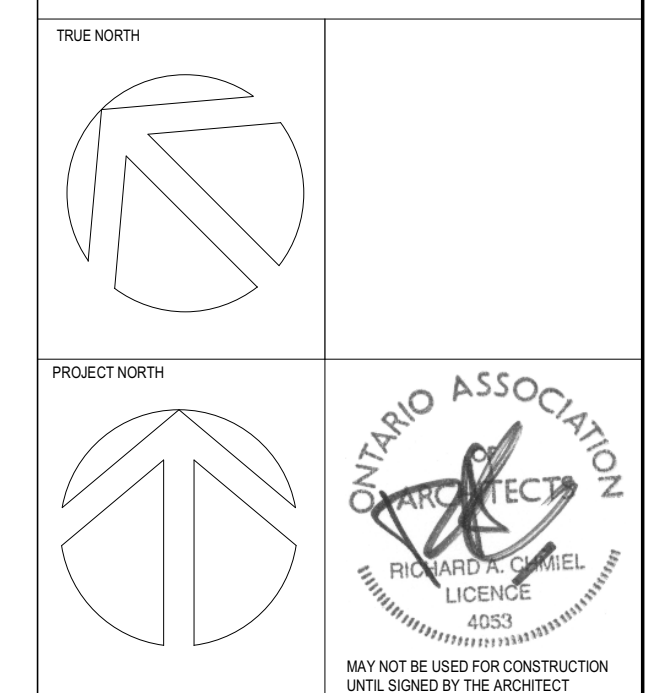 TRUE NORTH
PROJECT NORTH
ONTARIO ASSOCIATION
OF
ARCHITECTS
RICHARD A. CHMIEL
LICENCE
4053
MAY NOT BE USED FOR CONSTRUCTION
UNTIL SIGNED BY THE ARCHITECT